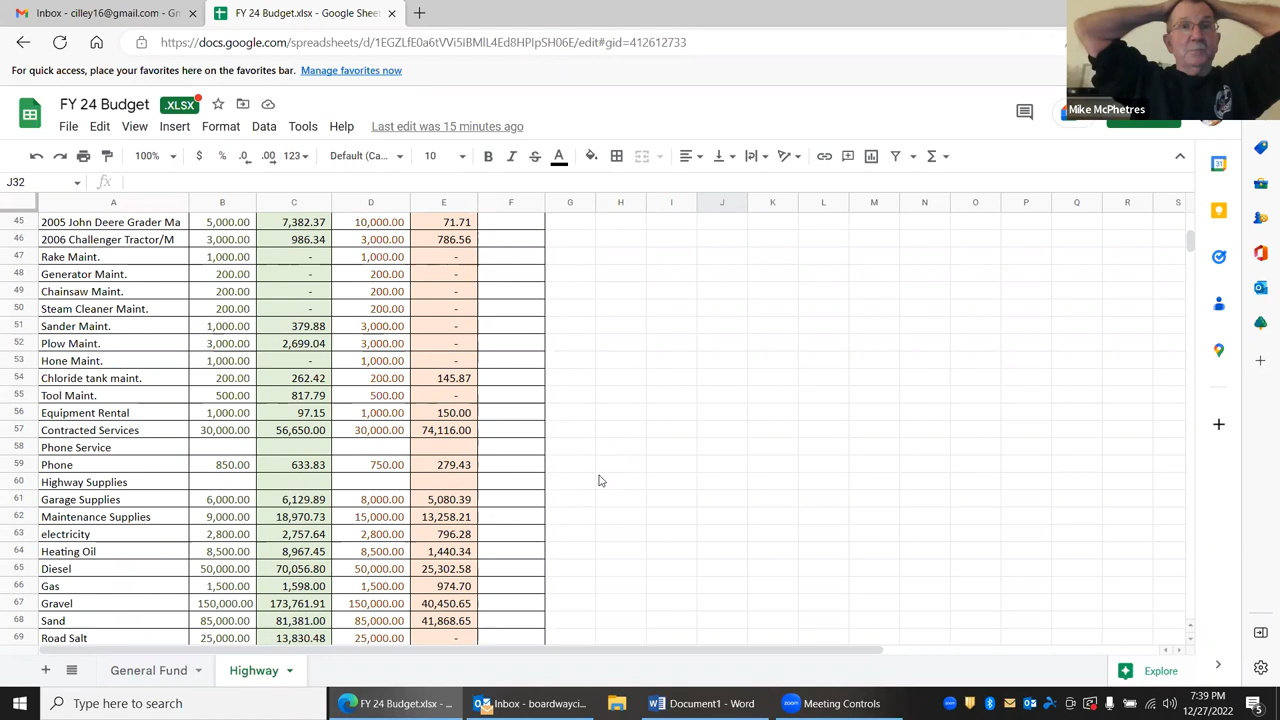 Inbox - cilley16@gmail.com - Gm
FY 24 Budget.xlsx - Google Sheet
https://docs.google.com/spreadsheets/d/1EGZLfE0a6tVVi5IBMIL4Ed8HPIpSH06E/edit#gid=412612733
For quick access, place your favorites here on the favorites bar. Manage favorites now
Mike McPhetres
FY 24 Budget .XLSX
File Edit View Insert Format Data Tools Help Last edit was 15 minutes ago
100% $ % .0 .00 123 Default (Ca... 10 B I S A
J32 fx
A B C D E F G H I J K L M N O P Q R S
45 2005 John Deere Grader Ma 5,000.00 7,382.37 10,000.00 71.71
46 2006 Challenger Tractor/M 3,000.00 986.34 3,000.00 786.56
47 Rake Maint. 1,000.00 - 1,000.00 -
48 Generator Maint. 200.00 - 200.00 -
49 Chainsaw Maint. 200.00 - 200.00 -
50 Steam Cleaner Maint. 200.00 - 200.00 -
51 Sander Maint. 1,000.00 379.88 3,000.00 -
52 Plow Maint. 3,000.00 2,699.04 3,000.00 -
53 Hone Maint. 1,000.00 - 1,000.00 -
54 Chloride tank maint. 200.00 262.42 200.00 145.87
55 Tool Maint. 500.00 817.79 500.00 -
56 Equipment Rental 1,000.00 97.15 1,000.00 150.00
57 Contracted Services 30,000.00 56,650.00 30,000.00 74,116.00
58 Phone Service
59 Phone 850.00 633.83 750.00 279.43
60 Highway Supplies
61 Garage Supplies 6,000.00 6,129.89 8,000.00 5,080.39
62 Maintenance Supplies 9,000.00 18,970.73 15,000.00 13,258.21
63 electricity 2,800.00 2,757.64 2,800.00 796.28
64 Heating Oil 8,500.00 8,967.45 8,500.00 1,440.34
65 Diesel 50,000.00 70,056.80 50,000.00 25,302.58
66 Gas 1,500.00 1,598.00 1,500.00 974.70
67 Gravel 150,000.00 173,761.91 150,000.00 40,450.65
68 Sand 85,000.00 81,381.00 85,000.00 41,868.65
69 Road Salt 25,000.00 13,830.48 25,000.00 -
General Fund Highway Explore
Type here to search
FY 24 Budget.xlsx - ...
Inbox - boardwayci...
Document1 - Word
Meeting Controls
7:39 PM
12/27/2022